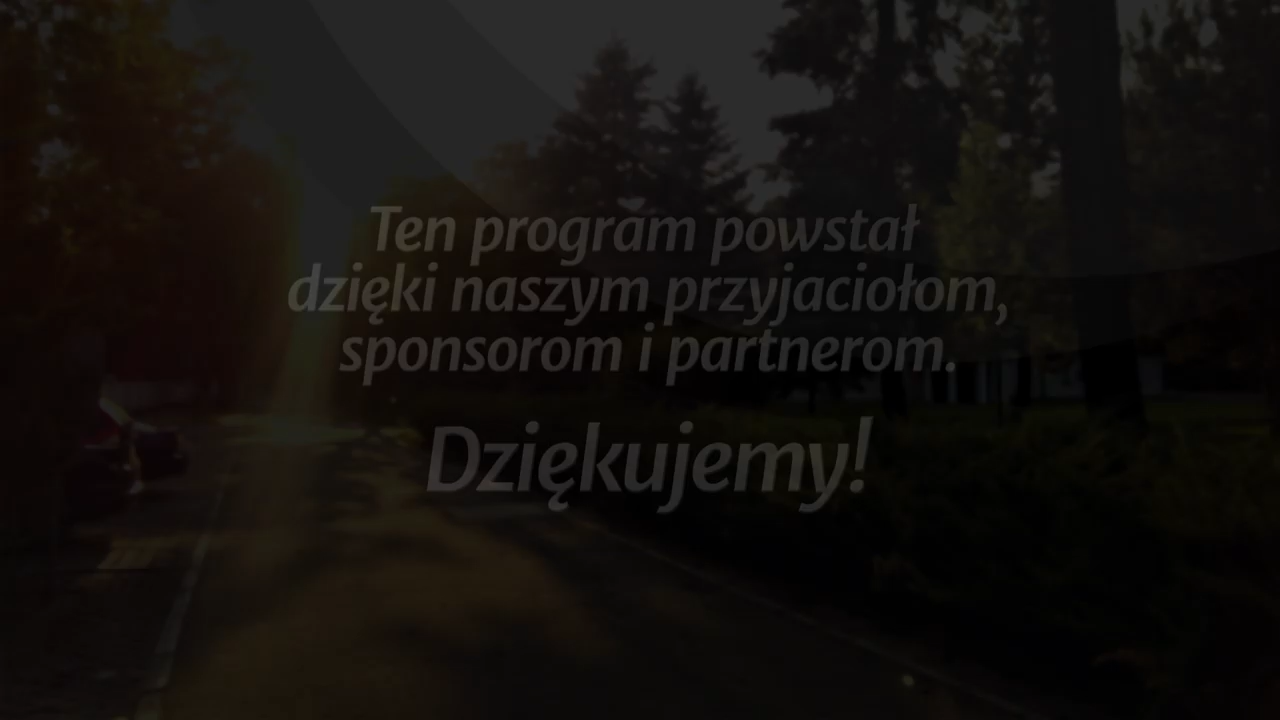 Ten program powstał
dzięki naszym przyjaciołom,
sponsorom i partnerom.
Dziękujemy!